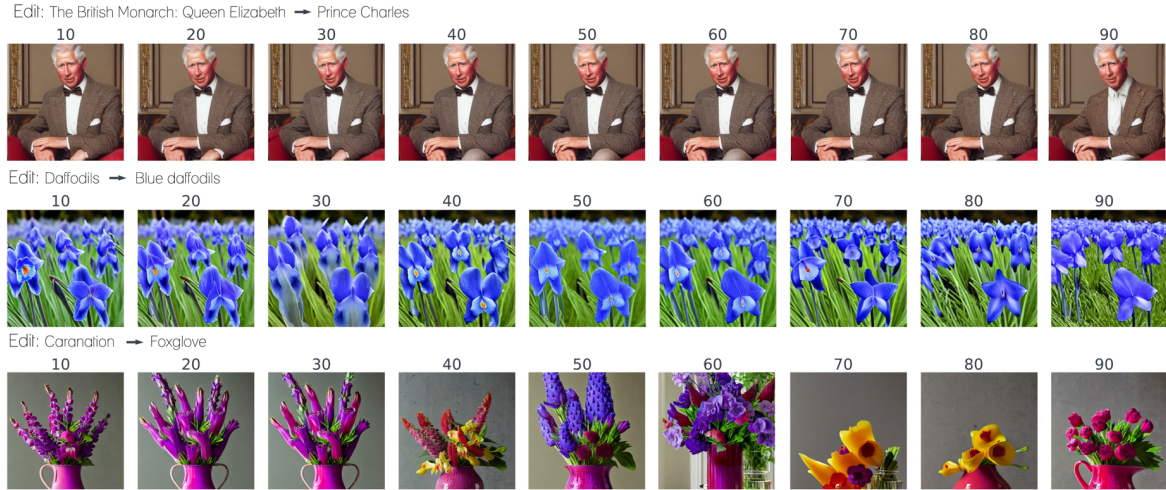 Edit: The British Monarch: Queen Elizabeth → Prince Charles
10 20 30 40 50 60 70 80 90
Edit: Daffodils → Blue daffodils
10 20 30 40 50 60 70 80 90
Edit: Caranation → Foxglove
10 20 30 40 50 60 70 80 90